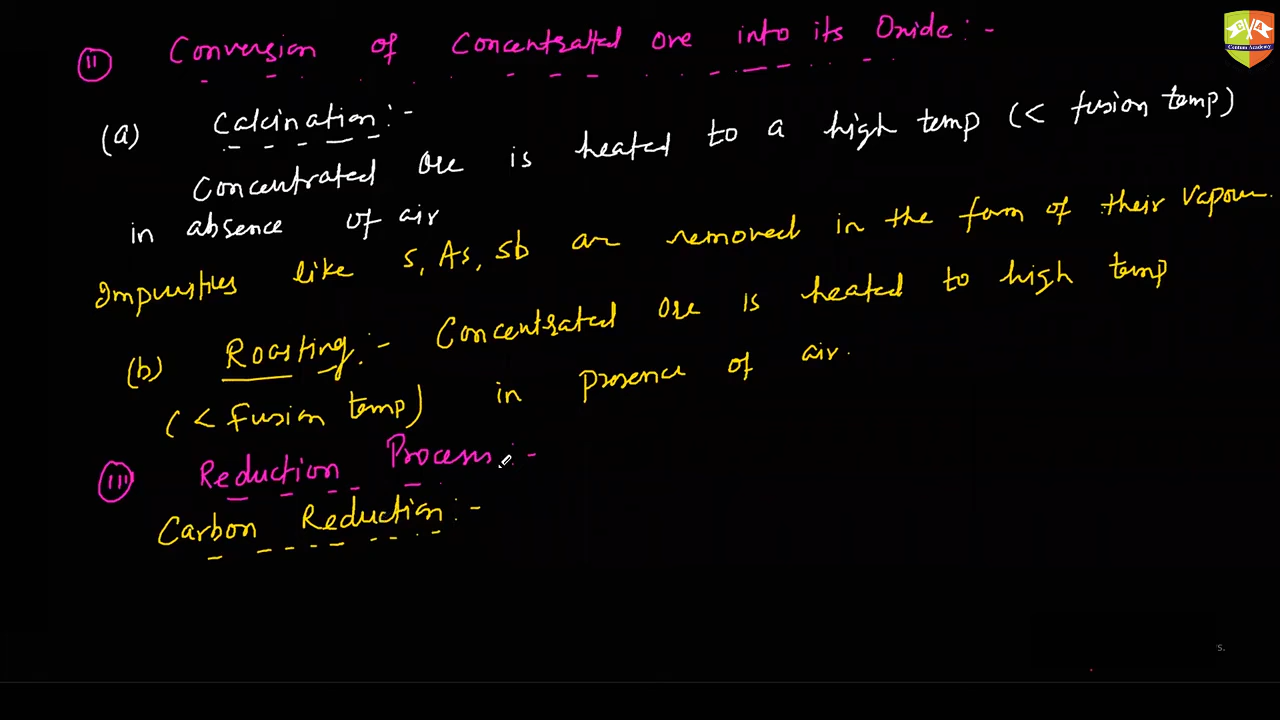 (II) Conversion of Concentratted ore into its Oxide :-
(a) Calcination :-
Concentrated ore is heated to a high temp (< fusion temp)
in absence of air
Impurities like S, As, Sb are removed in the form of their Vapour.
(b) Roasting :- Concentrated ore is heated to high temp
(< Fusion temp) in presence of air.
(III) Reduction Process :-
Carbon Reduction :-
s.